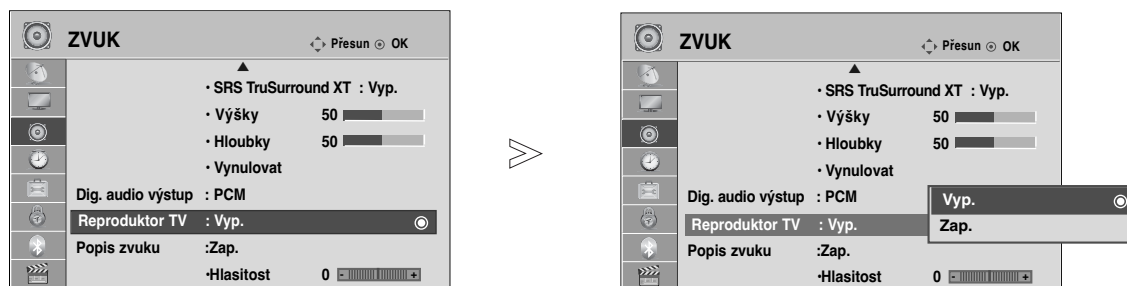 ZVUK
Přesun OK
• SRS TruSurround XT : Vyp.
• Výšky 50
• Hloubky 50
• Vynulovat
Dig. audio výstup : PCM
Reproduktor TV : Vyp.
Popis zvuku :Zap.
•Hlasitost 0 - +
ZVUK
Přesun OK
• SRS TruSurround XT : Vyp.
• Výšky 50
• Hloubky 50
• Vynulovat
Dig. audio výstup : PCM
Reproduktor TV : Vyp.
Popis zvuku :Zap.
•Hlasitost 0 - +
Vyp.
Zap.